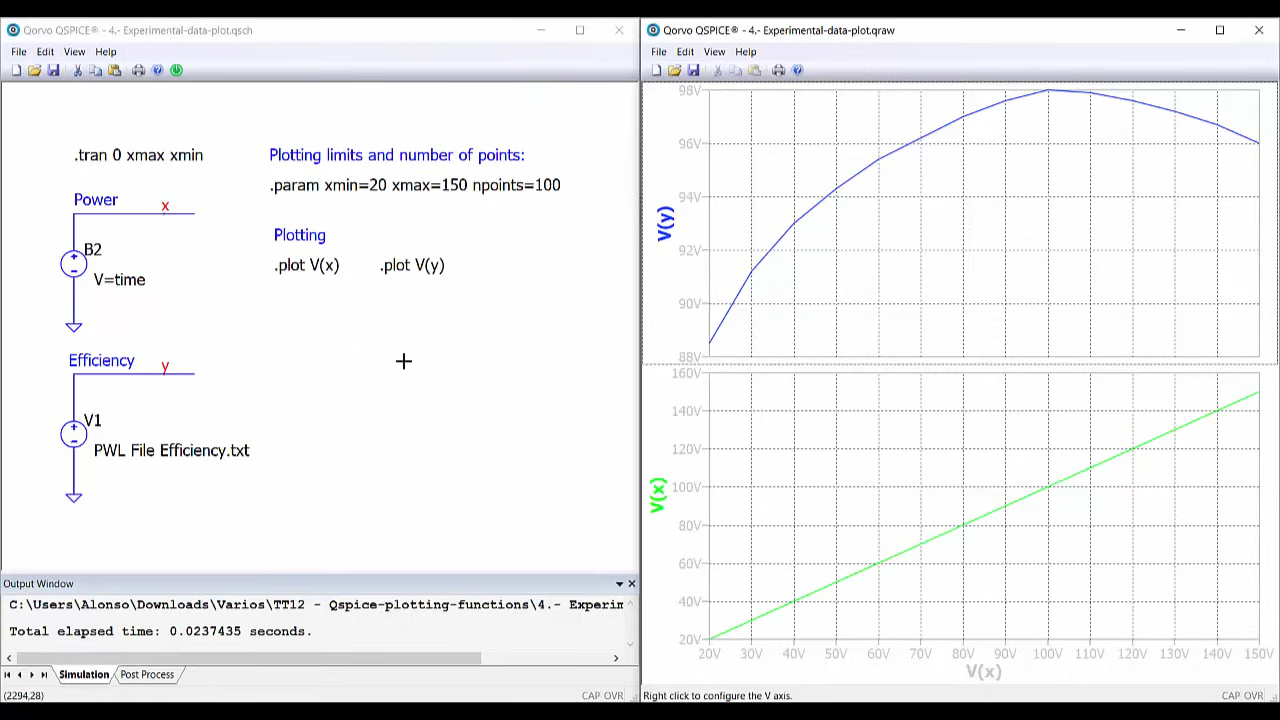 Qorvo QSPICE® - 4.- Experimental-data-plot.qsch
File Edit View Help
.tran 0 xmax xmin
Plotting limits and number of points:
.param xmin=20 xmax=150 npoints=100
Power
x
B2
V=time
Plotting
.plot V(x) .plot V(y)
Efficiency
y
V1
PWL File Efficiency.txt
Output Window
C:\Users\Alonso\Downloads\Varios\TT12 - Qspice-plotting-functions\4.- Experim
Total elapsed time: 0.0237435 seconds.
Simulation Post Process
(2294,28)
CAP OVR
Qorvo QSPICE® - 4.- Experimental-data-plot.qraw
File Edit View Help
98V
96V
94V
92V
90V
88V
V(y)
160V
140V
120V
100V
80V
60V
40V
20V
V(x)
20V 30V 40V 50V 60V 70V 80V 90V 100V 110V 120V 130V 140V 150V
V(x)
Right click to configure the V axis.
CAP OVR